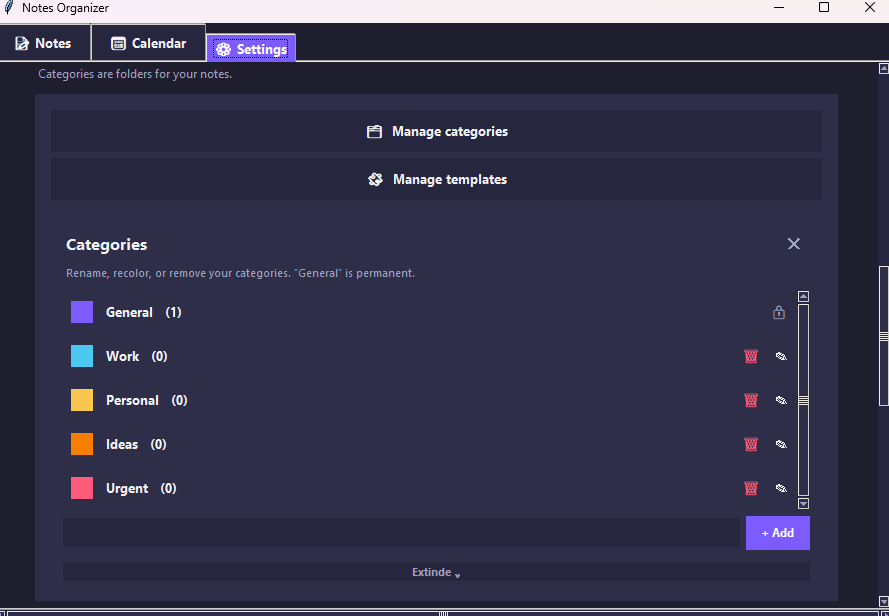 Notes Organizer
Notes Calendar Settings
Categories are folders for your notes.
Manage categories
Manage templates
Categories
Rename, recolor, or remove your categories. "General" is permanent.
General (1)
Work (0)
Personal (0)
Ideas (0)
Urgent (0)
+ Add
Extinde